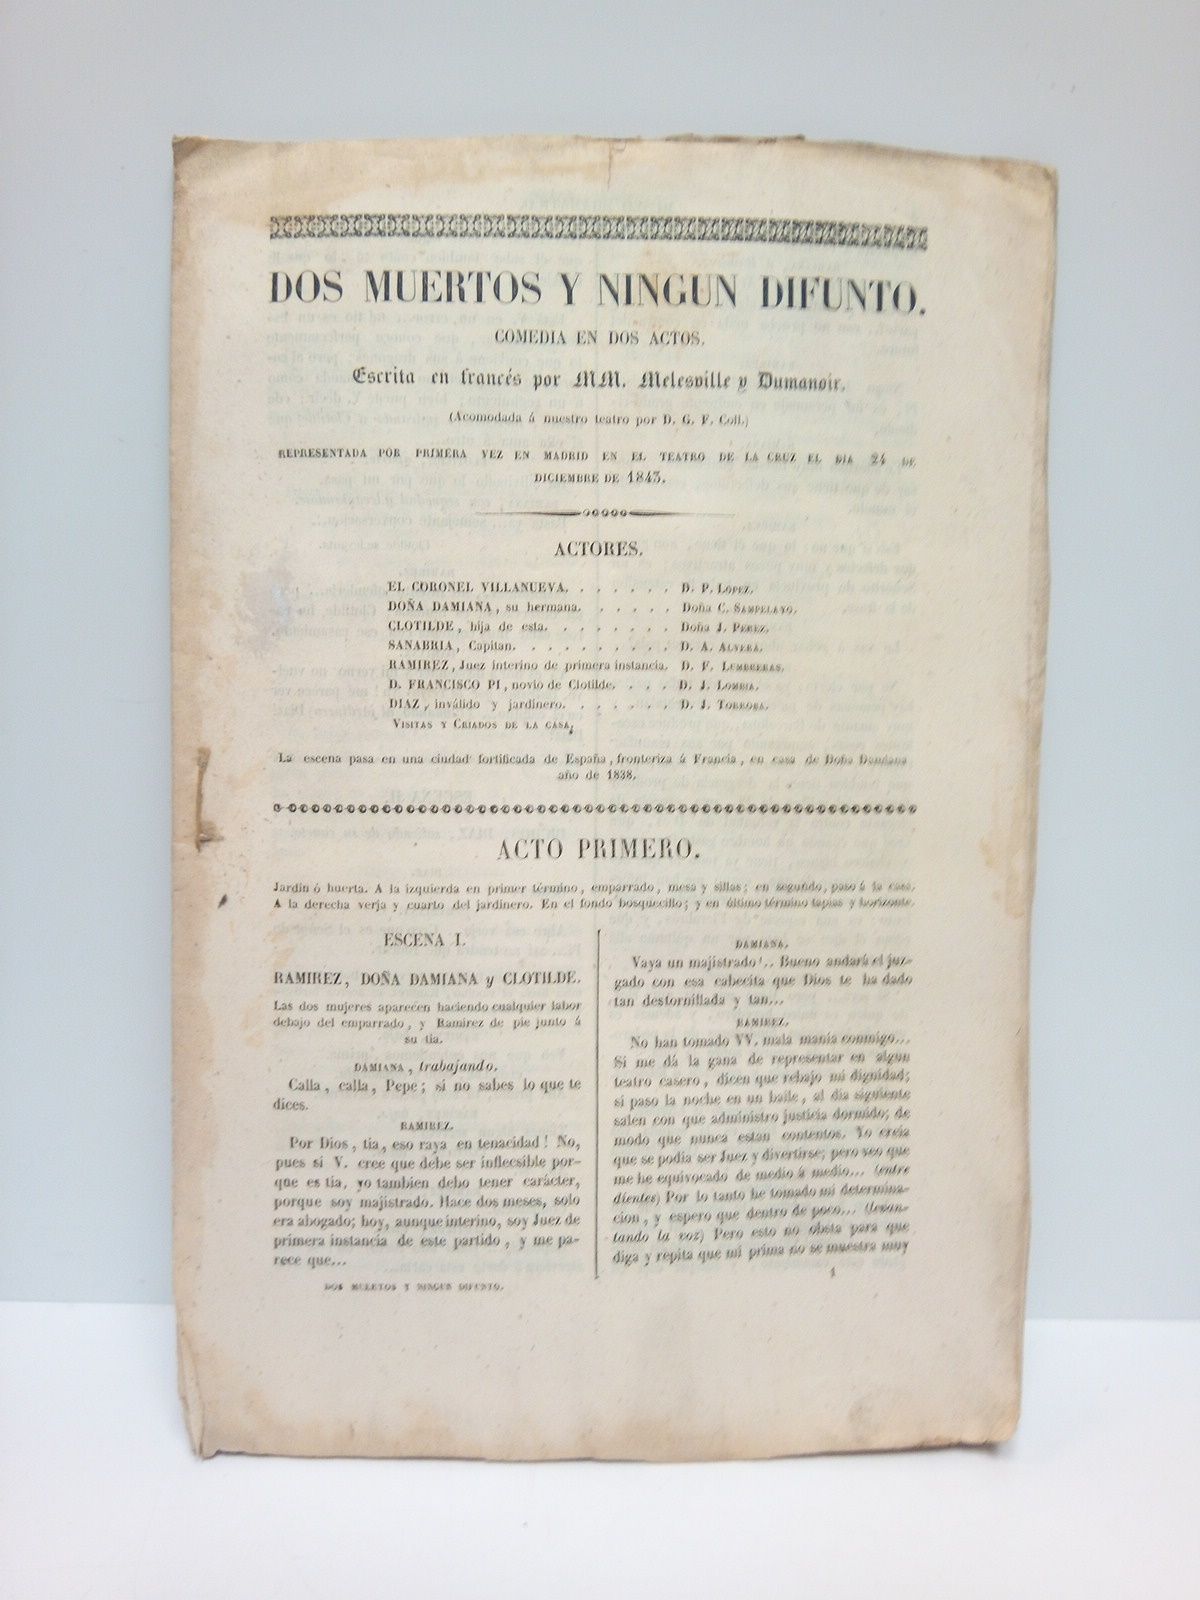 DOS MUERTOS Y NINGUN DIFUNTO.
COMEDIA EN DOS ACTOS.
Escrita en francés por MM. Melesville y Dumanoir.
(Acomodada á nuestro teatro por D. G. F. Coll.)
REPRESENTADA POR PRIMERA VEZ EN MADRID EN EL TEATRO DE LA CRUZ EL DIA 24 DE
DICIEMBRE DE 1843.
ACTORES.
EL CORONEL VILLANUEVA. . . . . . . D. P. LOPEZ.
DOÑA DAMIANA, su hermana. . . . . . Doña C. SAMPELAYO.
CLOTILDE, hija de esta. . . . . . . . Doña J. PEREZ.
SANABRIA, Capitan. . . . . . . . . . D. A. ALVERA.
RAMIREZ, Juez interino de primera instancia. D. F. LUMBRERAS.
D. FRANCISCO PI, novio de Clotilde. . . . D. J. LOMBIA.
DIAZ, inválido y jardinero. . . . . . . D. J. TORROBA.
VISITAS Y CRIADOS DE LA CASA.
La escena pasa en una ciudad fortificada de España, fronteriza á Francia, en casa de Doña Damiana
año de 1838.
ACTO PRIMERO.
Jardin ó huerta. A la izquierda en primer término, emparrado, mesa y sillas; en segundo, paso á la casa.
A la derecha verja y cuarto del jardinero. En el fondo bosquecillo; y en último término tapias y horizonte.
ESCENA I.
RAMIREZ, DOÑA DAMIANA y CLOTILDE.
Las dos mujeres aparecen haciendo cualquier labor
debajo del emparrado, y Ramirez de pie junto á
su tia.
DAMIANA, trabajando.
Calla, calla, Pepe; si no sabes lo que te
dices.
RAMIREZ.
Por Dios, tia, eso raya en tenacidad! No,
pues si V. cree que debe ser inflecsible por-
que es tia, yo tambien debo tener carácter,
porque soy majistrado. Hace dos meses, solo
era abogado; hoy, aunque interino, soy Juez de
primera instancia de este partido, y me pa-
rece que...
DOS MUERTOS Y NINGUN DIFUNTO.
DAMIANA.
Vaya un majistrado!.. Bueno andará el juz-
gado con esa cabecita que Dios te ha dado
tan destornillada y tan...
RAMIREZ.
No han tomado VV. mala manía conmigo...
Si me dá la gana de representar en algun
teatro casero, dicen que rebajo mi dignidad;
si paso la noche en un baile, al dia siguiente
salen con que administro justicia dormido; de
modo que nunca estan contentos. Yo creia
que se podia ser Juez y divertirse; pero veo que
me he equivocado de medio á medio... (entre
dientes) Por lo tanto he tomado mi determina-
cion, y espero que dentro de poco... (levan-
tando la voz) Pero esto no obsta para que
diga y repita que mi prima no se muestra muy
1